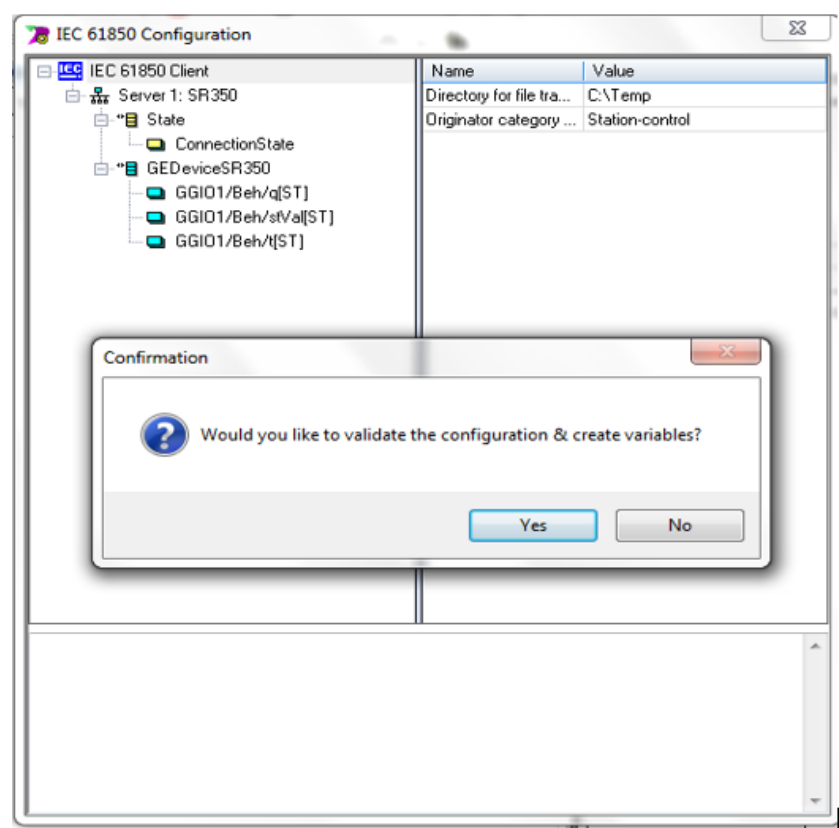 IEC 61850 Configuration
IEC IEC 61850 Client
Server 1: SR350
State
ConnectionState
GEDeviceSR350
GGIO1/Beh/q[ST]
GGIO1/Beh/stVal[ST]
GGIO1/Beh/t[ST]
Name Value
Directory for file tra... C:\Temp
Originator category ... Station-control
Confirmation
Would you like to validate the configuration & create variables?
Yes No